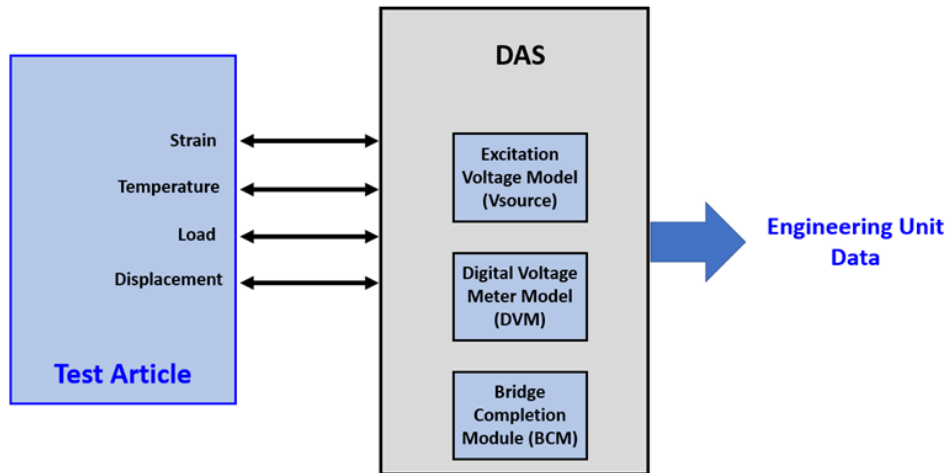 DAS
Strain
Temperature
Load
Displacement
Test Article
Excitation
Voltage Model
(Vsource)
Digital Voltage
Meter Model
(DVM)
Bridge
Completion
Module (BCM)
Engineering Unit
Data